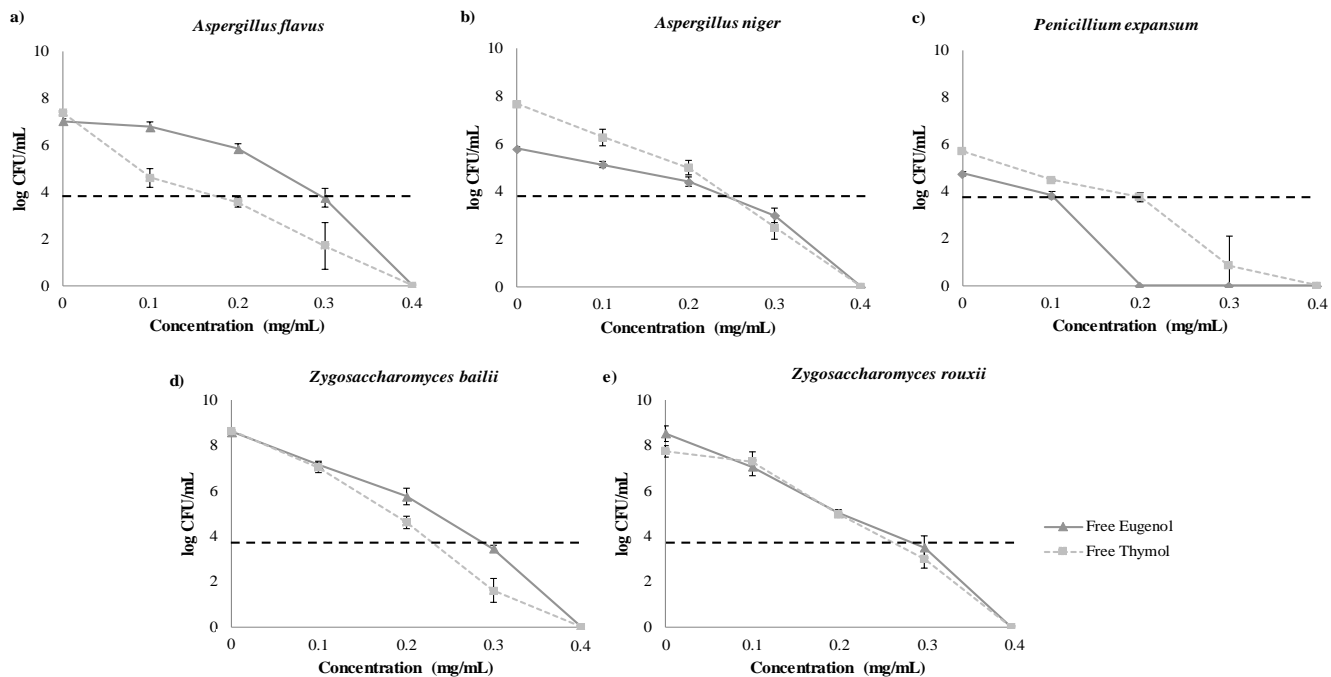 a)
Aspergillus flavus
10
8
6
4
2
0
log CFU/mL
0 0.1 0.2 0.3 0.4
Concentration (mg/mL)
b)
Aspergillus niger
10
8
6
4
2
0
log CFU/mL
0 0.1 0.2 0.3 0.4
Concentration (mg/mL)
c)
Penicillium expansum
10
8
6
4
2
0
log CFU/mL
0 0.1 0.2 0.3 0.4
Concentration (mg/mL)
d)
Zygosaccharomyces bailii
10
8
6
4
2
0
log CFU/mL
0 0.1 0.2 0.3 0.4
Concentration (mg/mL)
e)
Zygosaccharomyces rouxii
10
8
6
4
2
0
log CFU/mL
0 0.1 0.2 0.3 0.4
Concentration (mg/mL)
Free Eugenol
Free Thymol